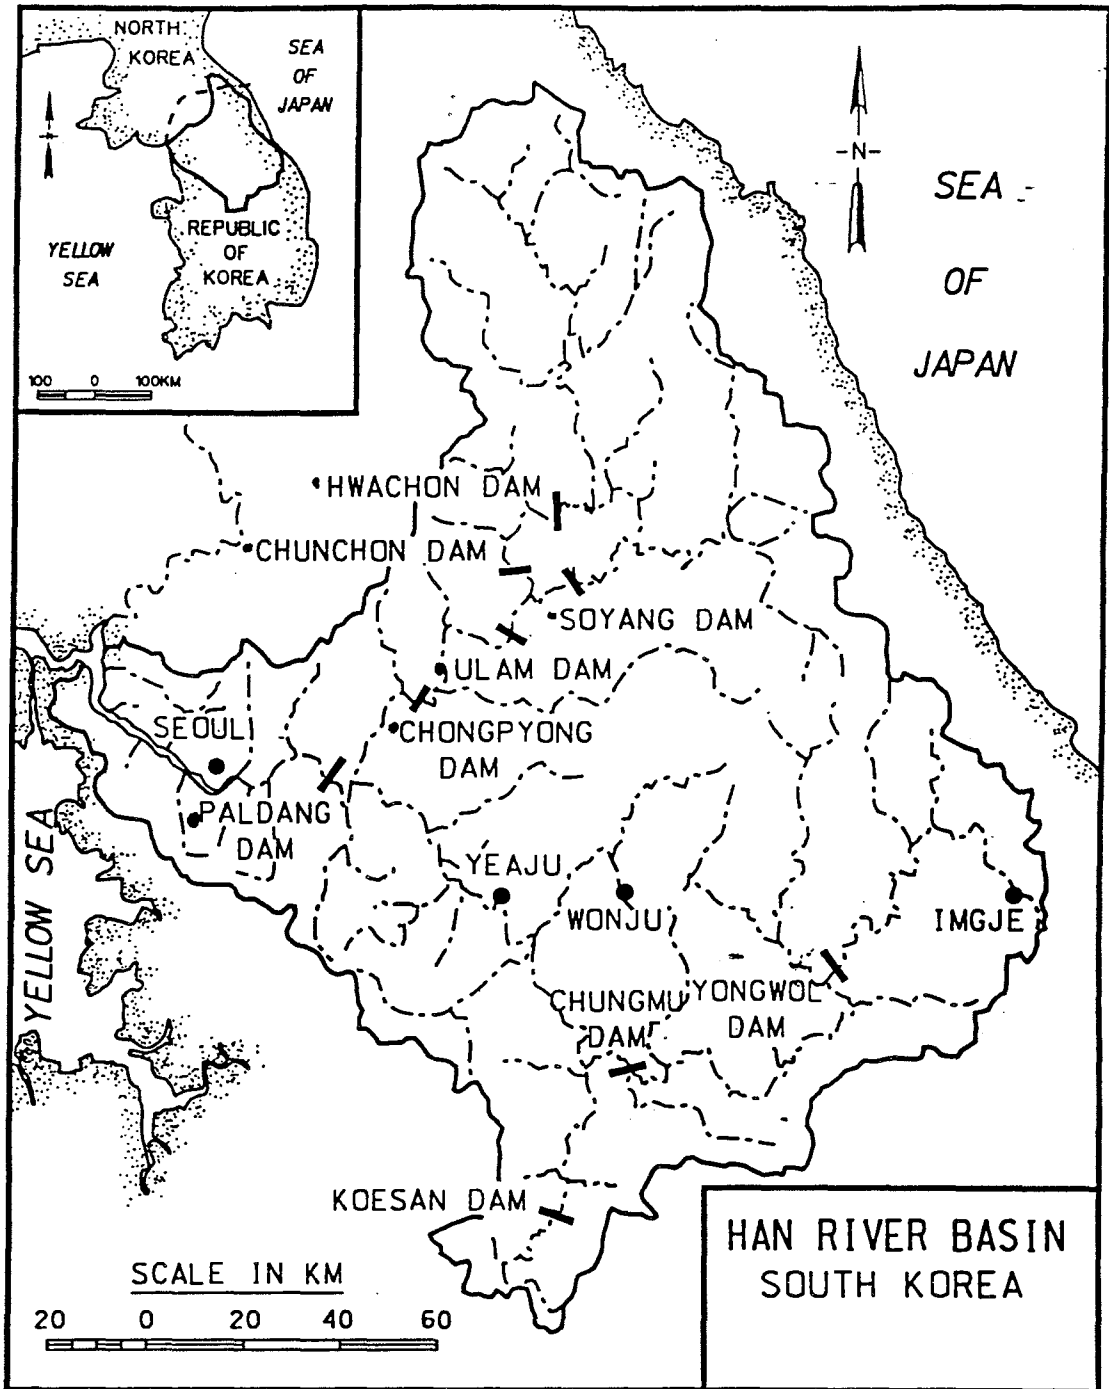 NORTH
KOREA
SEA
OF
JAPAN
N
YELLOW
SEA
REPUBLIC
OF
KOREA
100 0 100KM
-N-
SEA
OF
JAPAN
HWACHON DAM
CHUNCHON DAM
SOYANG DAM
ULAM DAM
SEOUL
CHONGPYONG
DAM
PALDANG
DAM
YEAJU
WONJU
IMGJE
YELLOW SEA
CHUNGMU
DAM
YONGWOL
DAM
KOESAN DAM
HAN RIVER BASIN
SOUTH KOREA
SCALE IN KM
20 0 20 40 60